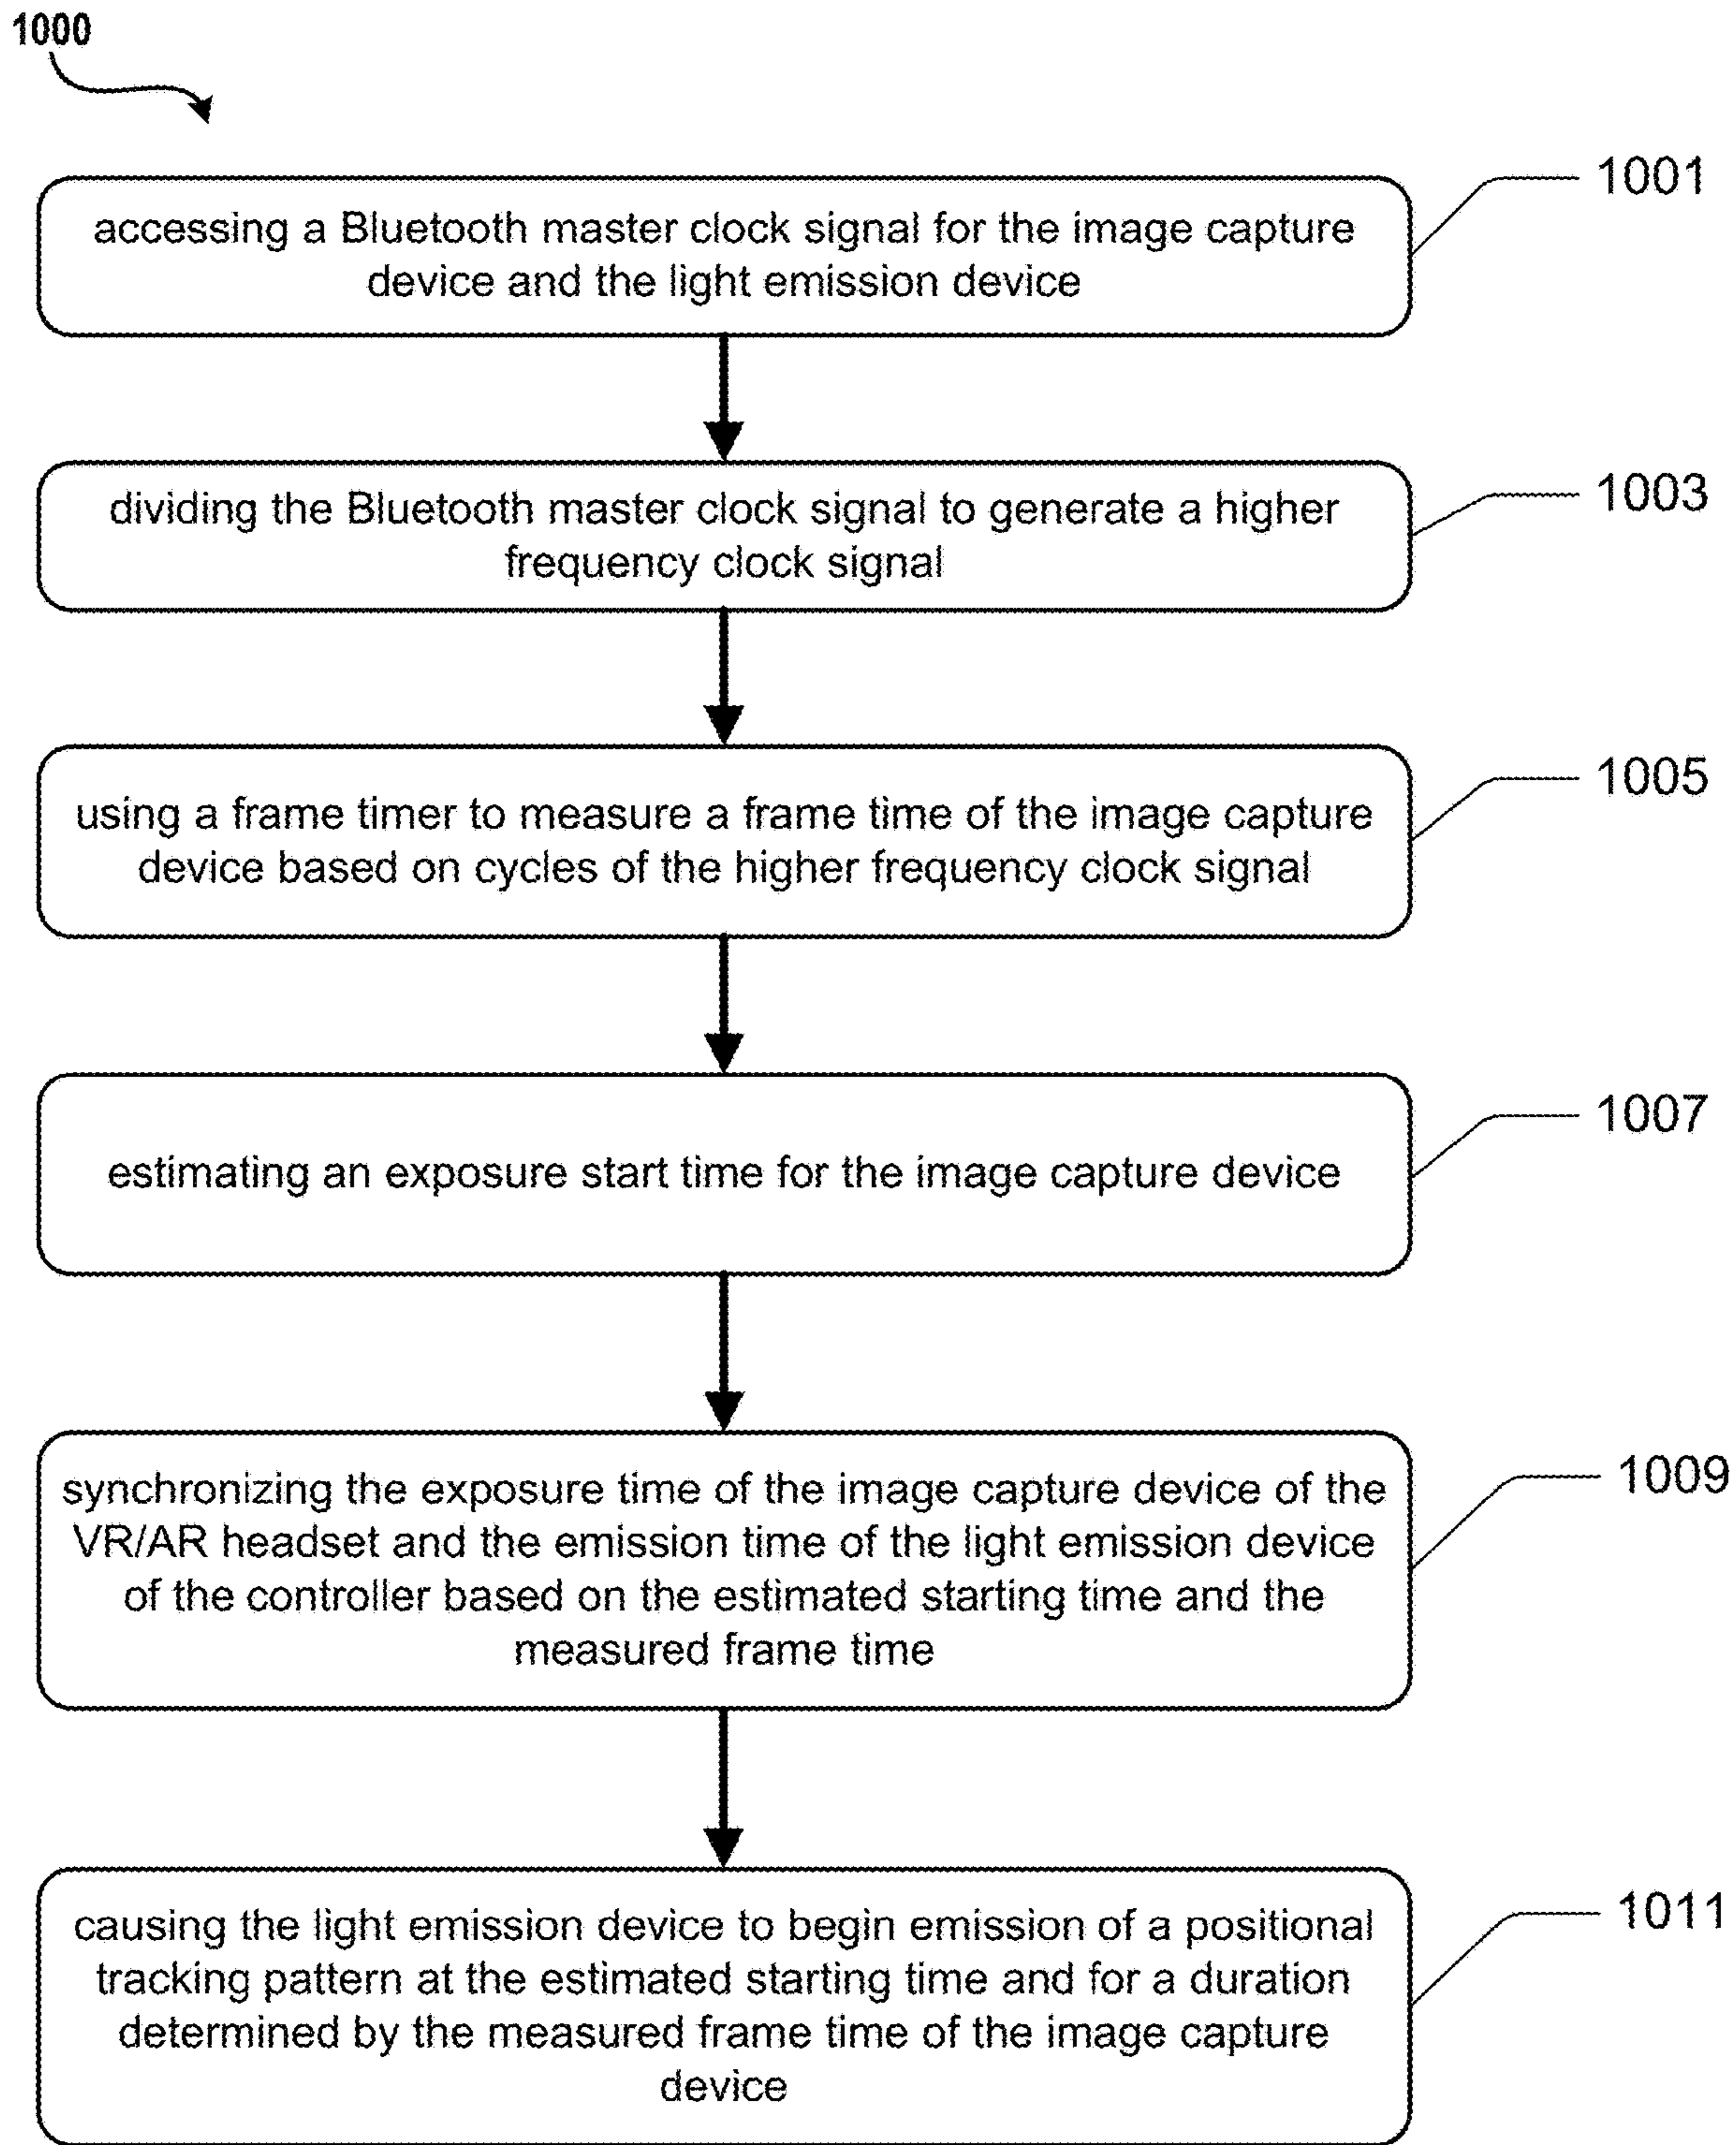 1000
accessing a Bluetooth master clock signal for the image capture
device and the light emission device
1001
dividing the Bluetooth master clock signal to generate a higher
frequency clock signal
1003
using a frame timer to measure a frame time of the image capture
device based on cycles of the higher frequency clock signal
1005
estimating an exposure start time for the image capture device
1007
synchronizing the exposure time of the image capture device of the
VR/AR headset and the emission time of the light emission device
of the controller based on the estimated starting time and the
measured frame time
1009
causing the light emission device to begin emission of a positional
tracking pattern at the estimated starting time and for a duration
determined by the measured frame time of the image capture
device
1011